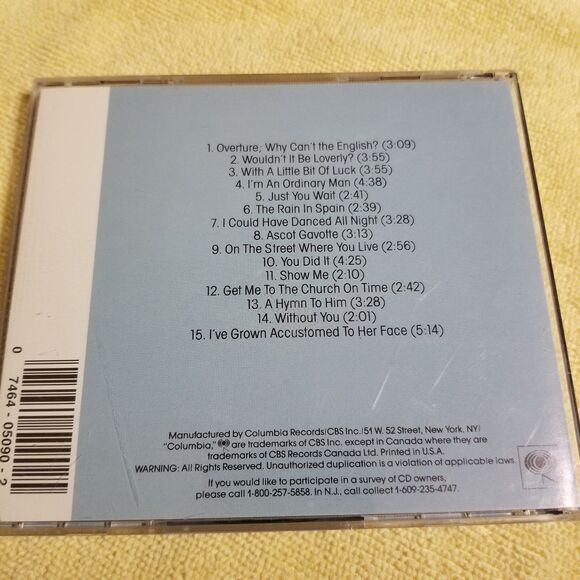 1. Overture; Why Can't the English? (3:09)
2. Wouldn't It Be Loverly? (3:55)
3. With A Little Bit Of Luck (3:55)
4. I'm An Ordinary Man (4:38)
5. Just You Wait (2:41)
6. The Rain In Spain (2:39)
7. I Could Have Danced All Night (3:28)
8. Ascot Gavotte (3:13)
9. On The Street Where You Live (2:56)
10. You Did It (4:25)
11. Show Me (2:10)
12. Get Me To The Church On Time (2:42)
13. A Hymn To Him (3:28)
14. Without You (2:01)
15. I've Grown Accustomed To Her Face (5:14)
Manufactured by Columbia Records/CBS Inc./51 W. 52 Street, New York, NY/
"Columbia," are trademarks of CBS Inc. except in Canada where they are
trademarks of CBS Records Canada Ltd. Printed in U.S.A.
WARNING: All Rights Reserved. Unauthorized duplication is a violation of applicable laws.
If you would like to participate in a survey of CD owners,
please call 1-800-257-5858. In N.J., call collect 1-609-235-4747.
0 7464-05090-2